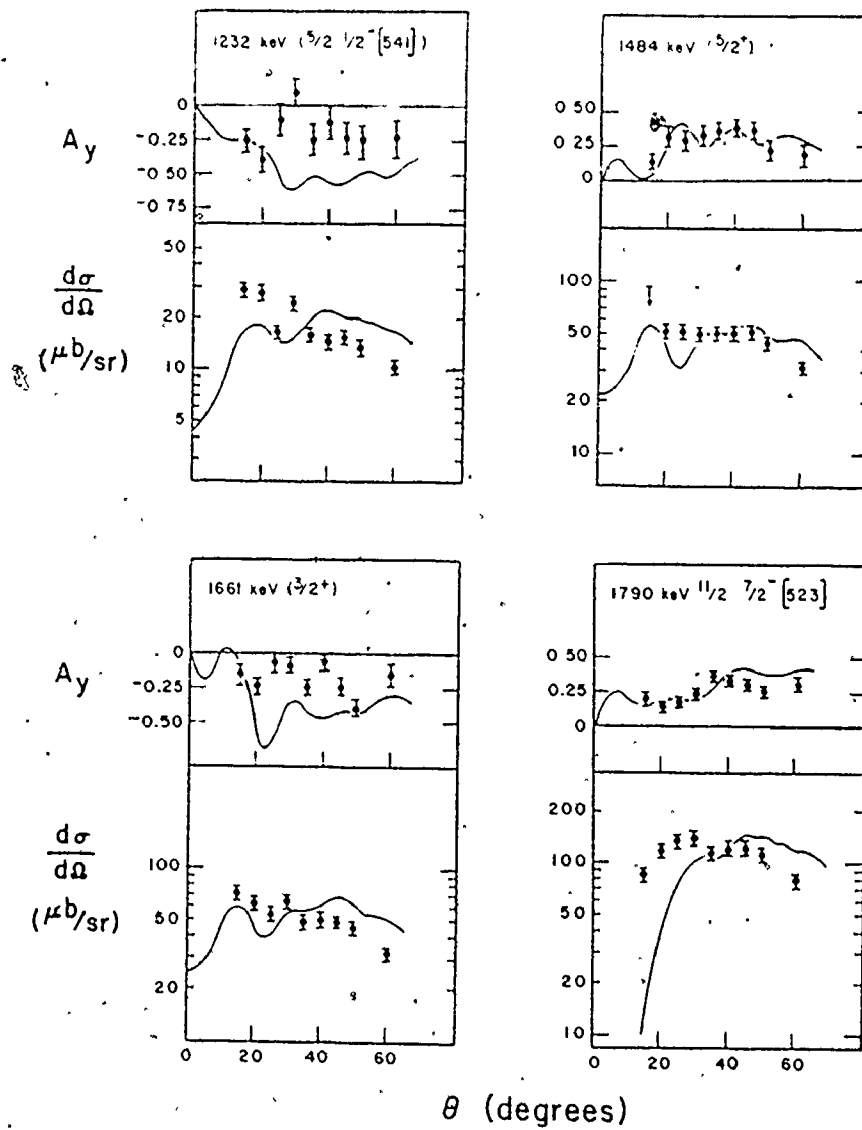 1232 keV (5/2 1/2⁻[541])
0
-0.25
-0.50
-0 75
A y
50
30
20
10
5
dσ
dΩ
(μb/sr)
1484 keV (5/2⁺)
0 50
0 25
0
100
50
20
10
1661 keV (3/2⁺)
0
-0.25
-0.50
A y
100
50
20
dσ
dΩ
(μb/sr)
0 20 40 60
1790 keV 11/2 7/2⁻[523]
0 50
0.25
0
200
100
50
20
10
0 20 40 60
θ (degrees)